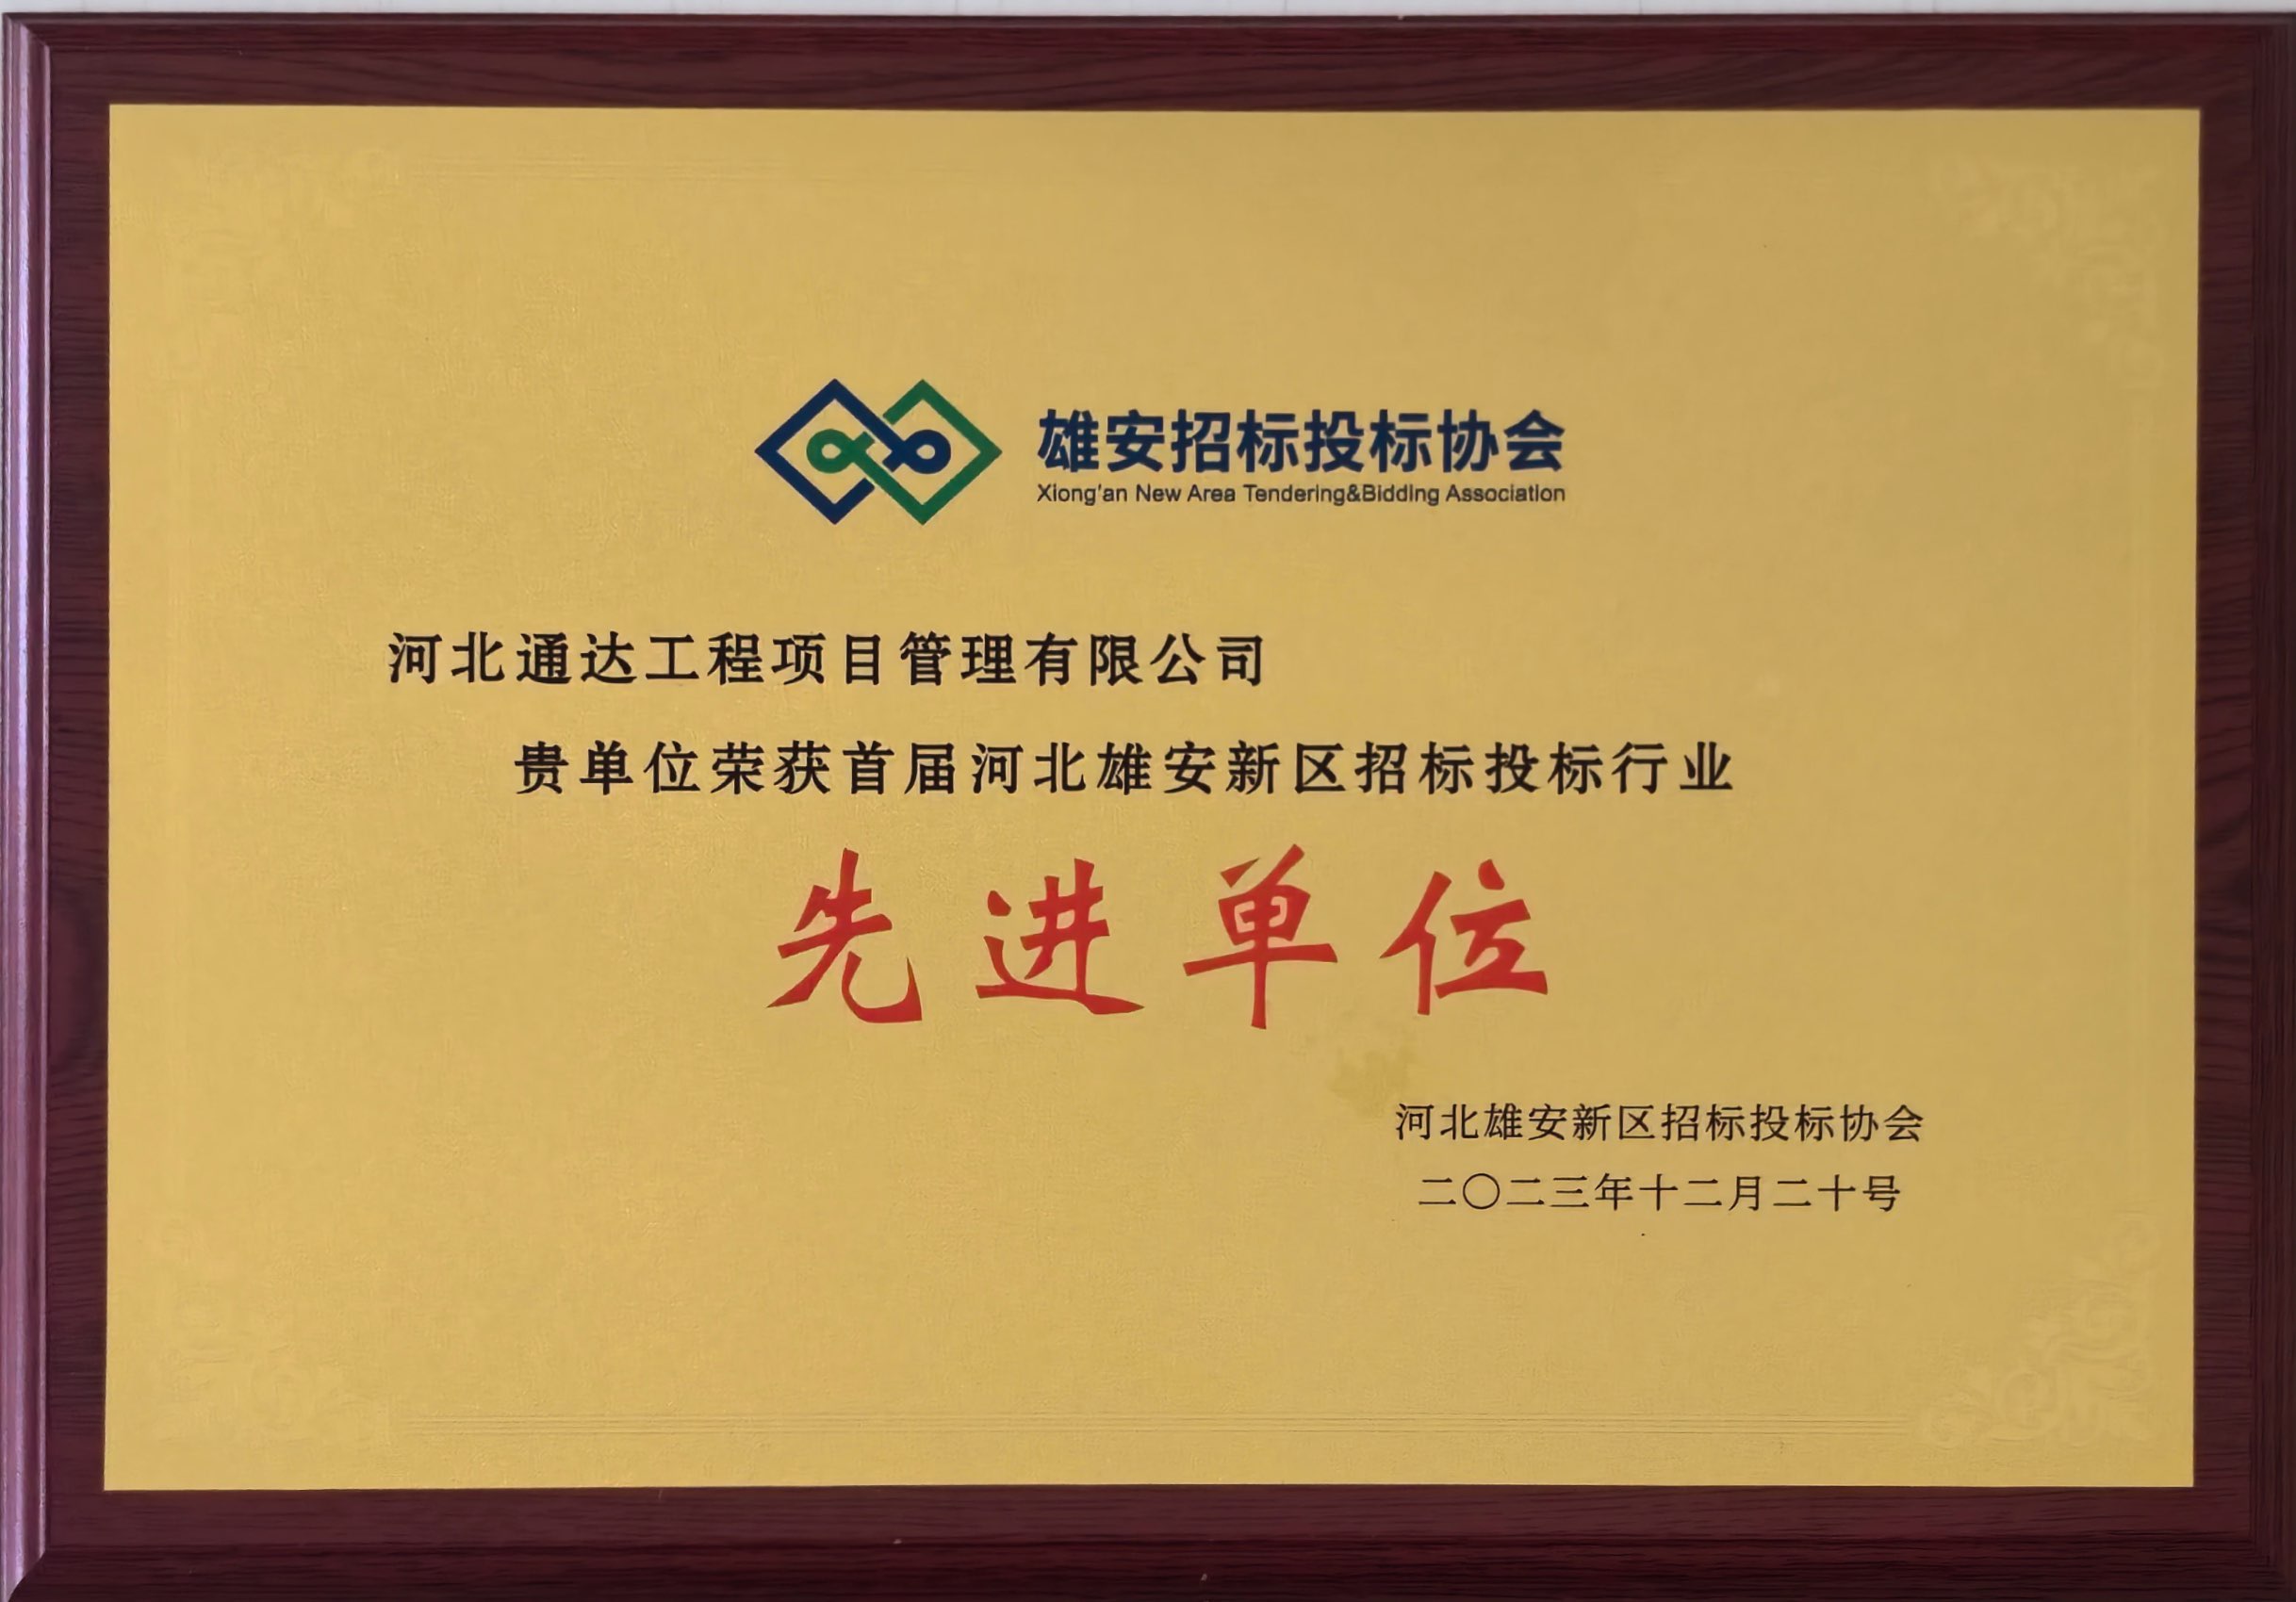 雄安招标投标协会
Xiong'an New Area Tendering&Bidding Association
河北通达工程项目管理有限公司
贵单位荣获首届河北雄安新区招标投标行业
先进单位
河北雄安新区招标投标协会
二〇二三年十二月二十号